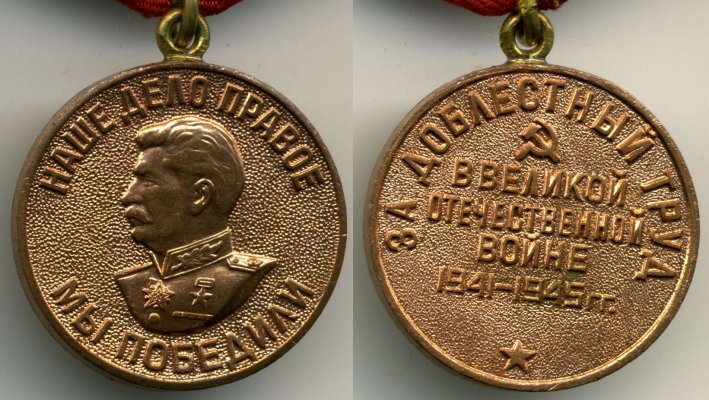 НАШЕ ДЕЛО ПРАВОЕ
МЫ ПОБЕДИЛИ
ЗА ДОБЛЕСТНЫЙ ТРУД
В ВЕЛИКОЙ
ОТЕЧЕСТВЕННОЙ
ВОЙНЕ
1941–1945 гг.